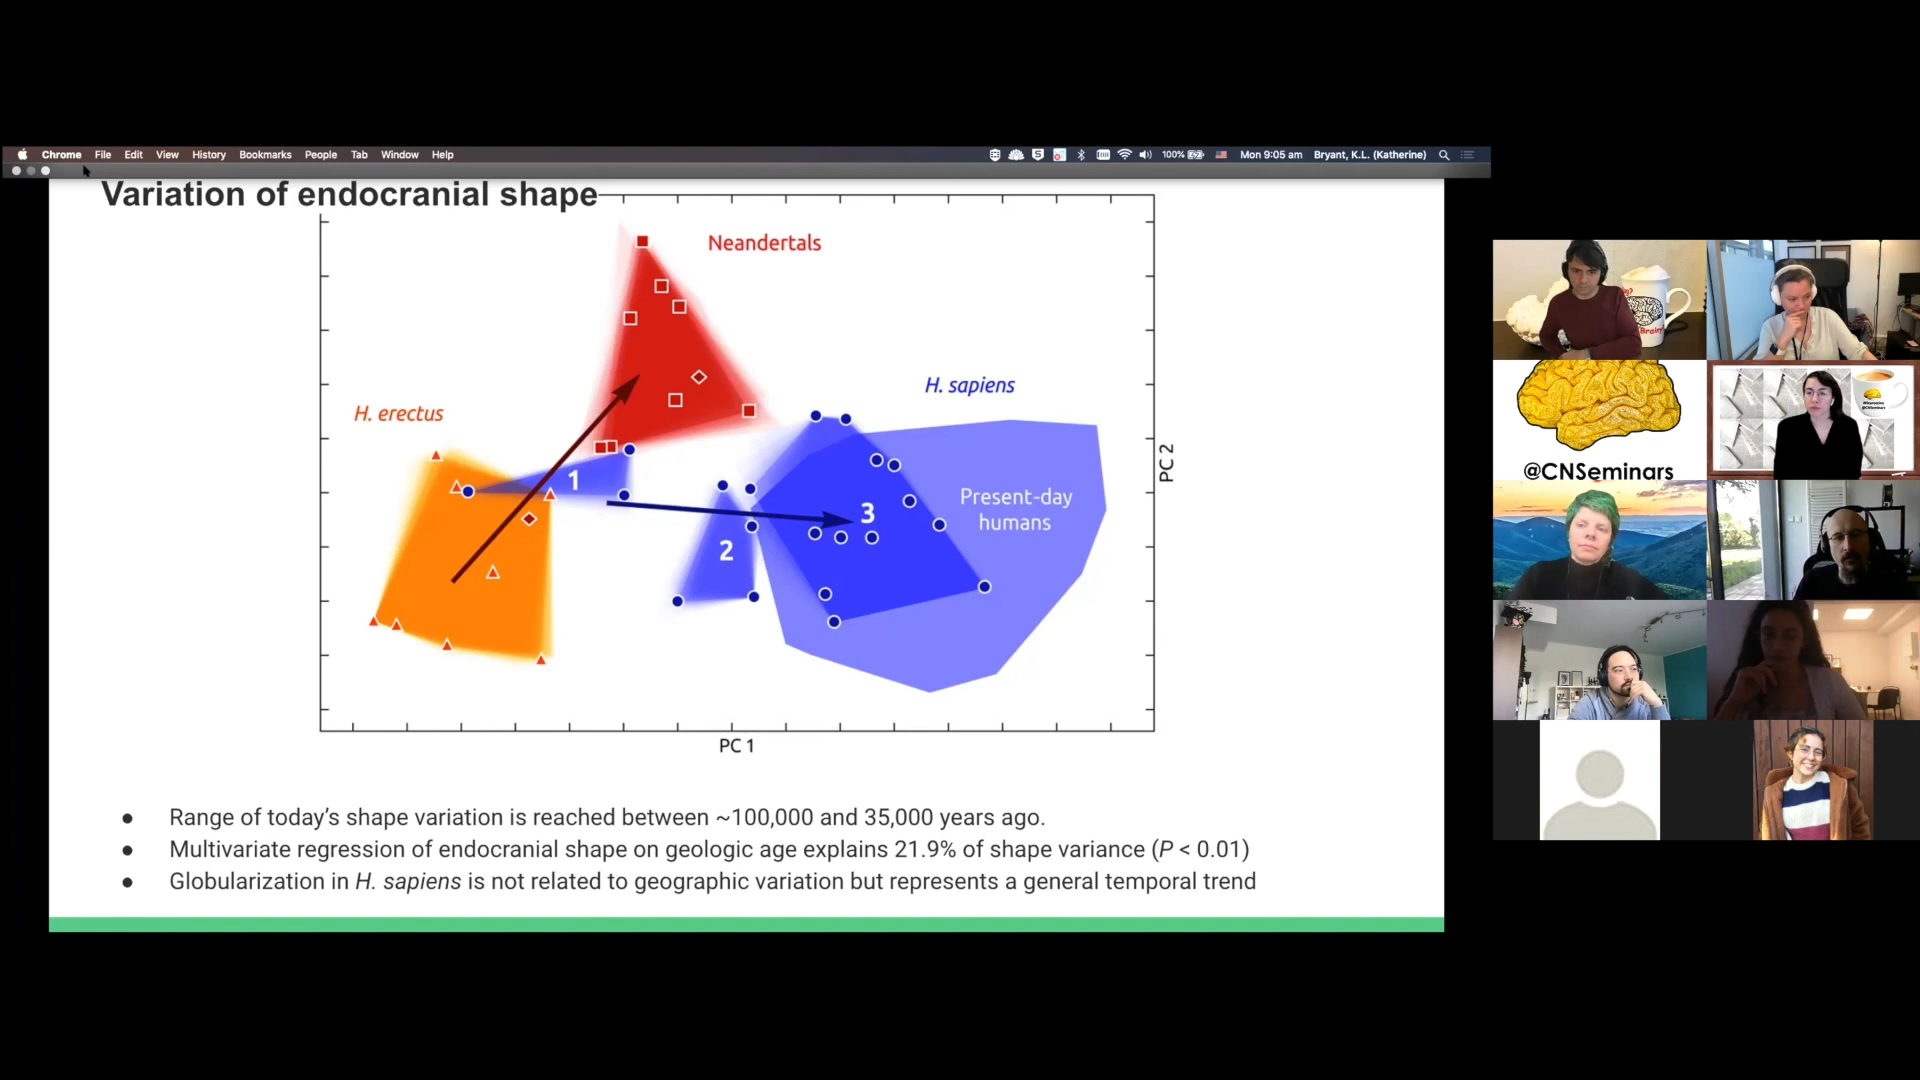 Chrome File Edit View History Bookmarks People Tab Window Help
100% Mon 9:05 am Bryant, K.L. (Katherine)
Variation of endocranial shape
Neandertals
H. erectus
H. sapiens
1
2
3
Present-day
humans
PC 2
PC 1
● Range of today’s shape variation is reached between ~100,000 and 35,000 years ago.
● Multivariate regression of endocranial shape on geologic age explains 21.9% of shape variance (P < 0.01)
● Globularization in H. sapiens is not related to geographic variation but represents a general temporal trend
@CNSeminars